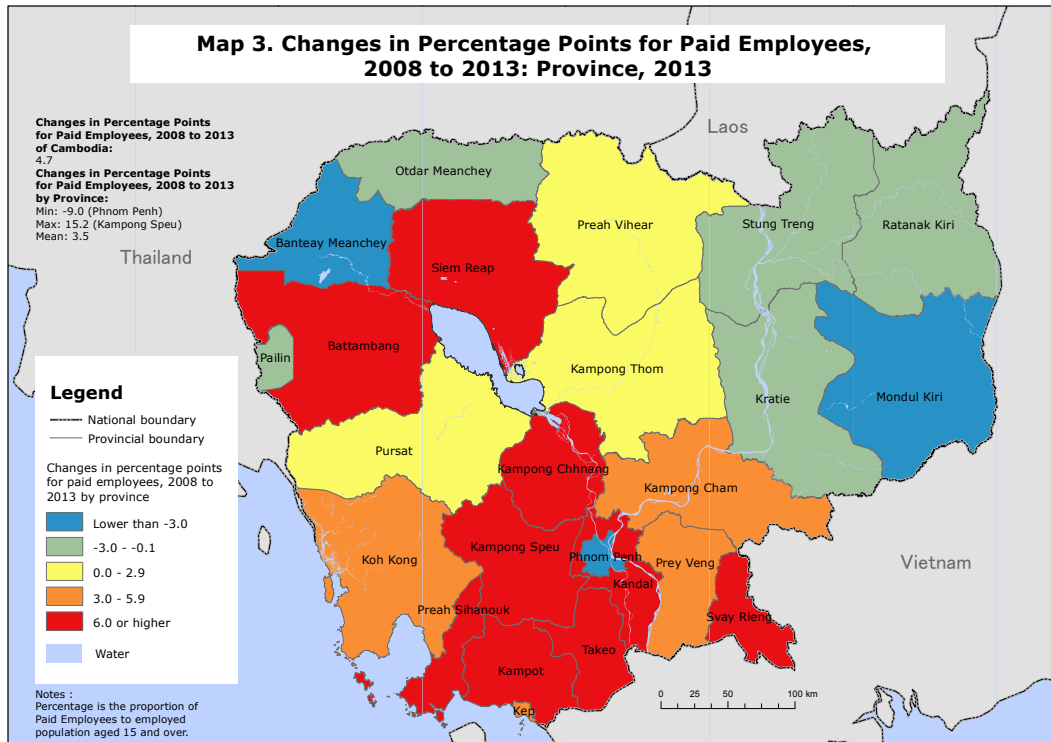 Map 3. Changes in Percentage Points for Paid Employees,
2008 to 2013: Province, 2013
Changes in Percentage Points
for Paid Employees, 2008 to 2013
of Cambodia:
4.7
Changes in Percentage Points
for Paid Employees, 2008 to 2013
by Province:
Min: -9.0 (Phnom Penh)
Max: 15.2 (Kampong Speu)
Mean: 3.5
Laos
Thailand
Vietnam
Otdar Meanchey
Banteay Meanchey
Siem Reap
Preah Vihear
Stung Treng
Ratanak Kiri
Battambang
Pailin
Kampong Thom
Kratie
Mondul Kiri
Pursat
Kampong Chhnang
Kampong Cham
Koh Kong
Kampong Speu
Phnom Penh
Prey Veng
Kandal
Preah Sihanouk
Svay Rieng
Takeo
Kampot
Kep
Legend
National boundary
Provincial boundary
Changes in percentage points
for paid employees, 2008 to
2013 by province
Lower than -3.0
-3.0 - -0.1
0.0 - 2.9
3.0 - 5.9
6.0 or higher
Water
Notes :
Percentage is the proportion of
Paid Employees to employed
population aged 15 and over.
0 25 50 100 km